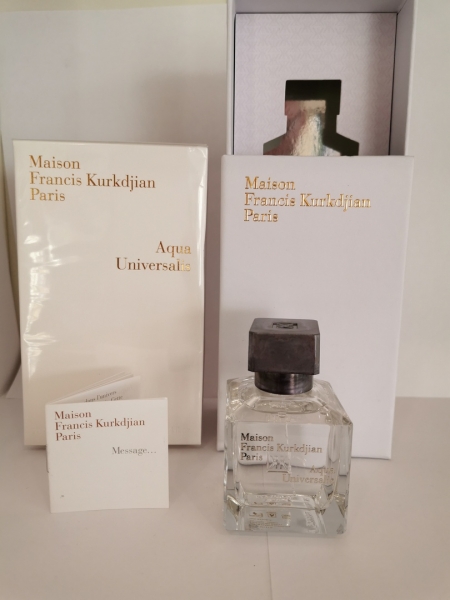 Maison
Francis Kurkdjian
Paris
Aqua
Universalis
Maison
Francis Kurkdjian
Paris
Maison
Francis Kurkdjian
Paris
Message...
Maison
Francis Kurkdjian
Paris
Aqua
Universalis